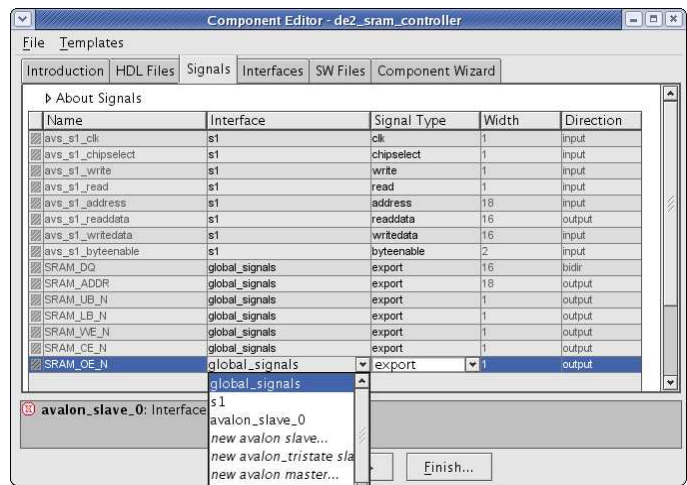 Component Editor - de2_sram_controller
File Templates
Introduction HDL Files Signals Interfaces SW Files Component Wizard
About Signals
Name Interface Signal Type Width Direction
avs_s1_clk s1 clk 1 input
avs_s1_chipselect s1 chipselect 1 input
avs_s1_write s1 write 1 input
avs_s1_read s1 read 1 input
avs_s1_address s1 address 18 input
avs_s1_readdata s1 readdata 16 output
avs_s1_writedata s1 writedata 16 input
avs_s1_byteenable s1 byteenable 2 input
SRAM_DQ global_signals export 16 bidir
SRAM_ADDR global_signals export 18 output
SRAM_UB_N global_signals export 1 output
SRAM_LB_N global_signals export 1 output
SRAM_WE_N global_signals export 1 output
SRAM_CE_N global_signals export 1 output
SRAM_OE_N global_signals export 1 output
global_signals
s1
avalon_slave_0
new avalon slave...
new avalon_tristate sla
new avalon master...
avalon_slave_0: Interface
Finish...